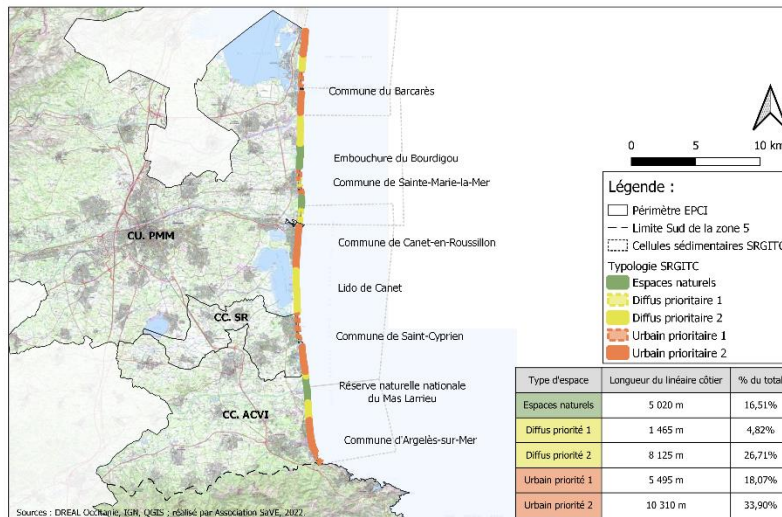 Commune du Barcarès
Embouchure du Bourdigou
Commune de Sainte-Marie-la-Mer
CU. PMM
Commune de Canet-en-Roussillon
Lido de Canet
CC. SR
Commune de Saint-Cyprien
Réserve naturelle nationale
du Mas Larrieu
CC. ACVI
Commune d'Argelès-sur-Mer
0 5 10 km
Légende :
Périmètre EPCI
Limite Sud de la zone 5
Cellules sédimentaires SRGITC
Typologie SRGITC
Espaces naturels
Diffus prioritaire 1
Diffus prioritaire 2
Urbain prioritaire 1
Urbain prioritaire 2
Type d'espace Longueur du linéaire côtier % du total
Espaces naturels 5 020 m 16,51%
Diffus priorité 1 1 465 m 4,82%
Diffus priorité 2 8 125 m 26,71%
Urbain priorité 1 5 495 m 18,07%
Urbain priorité 2 10 310 m 33,90%
Sources : DREAL Occitanie, IGN, QGIS ; réalisé par Association SaVE, 2022.